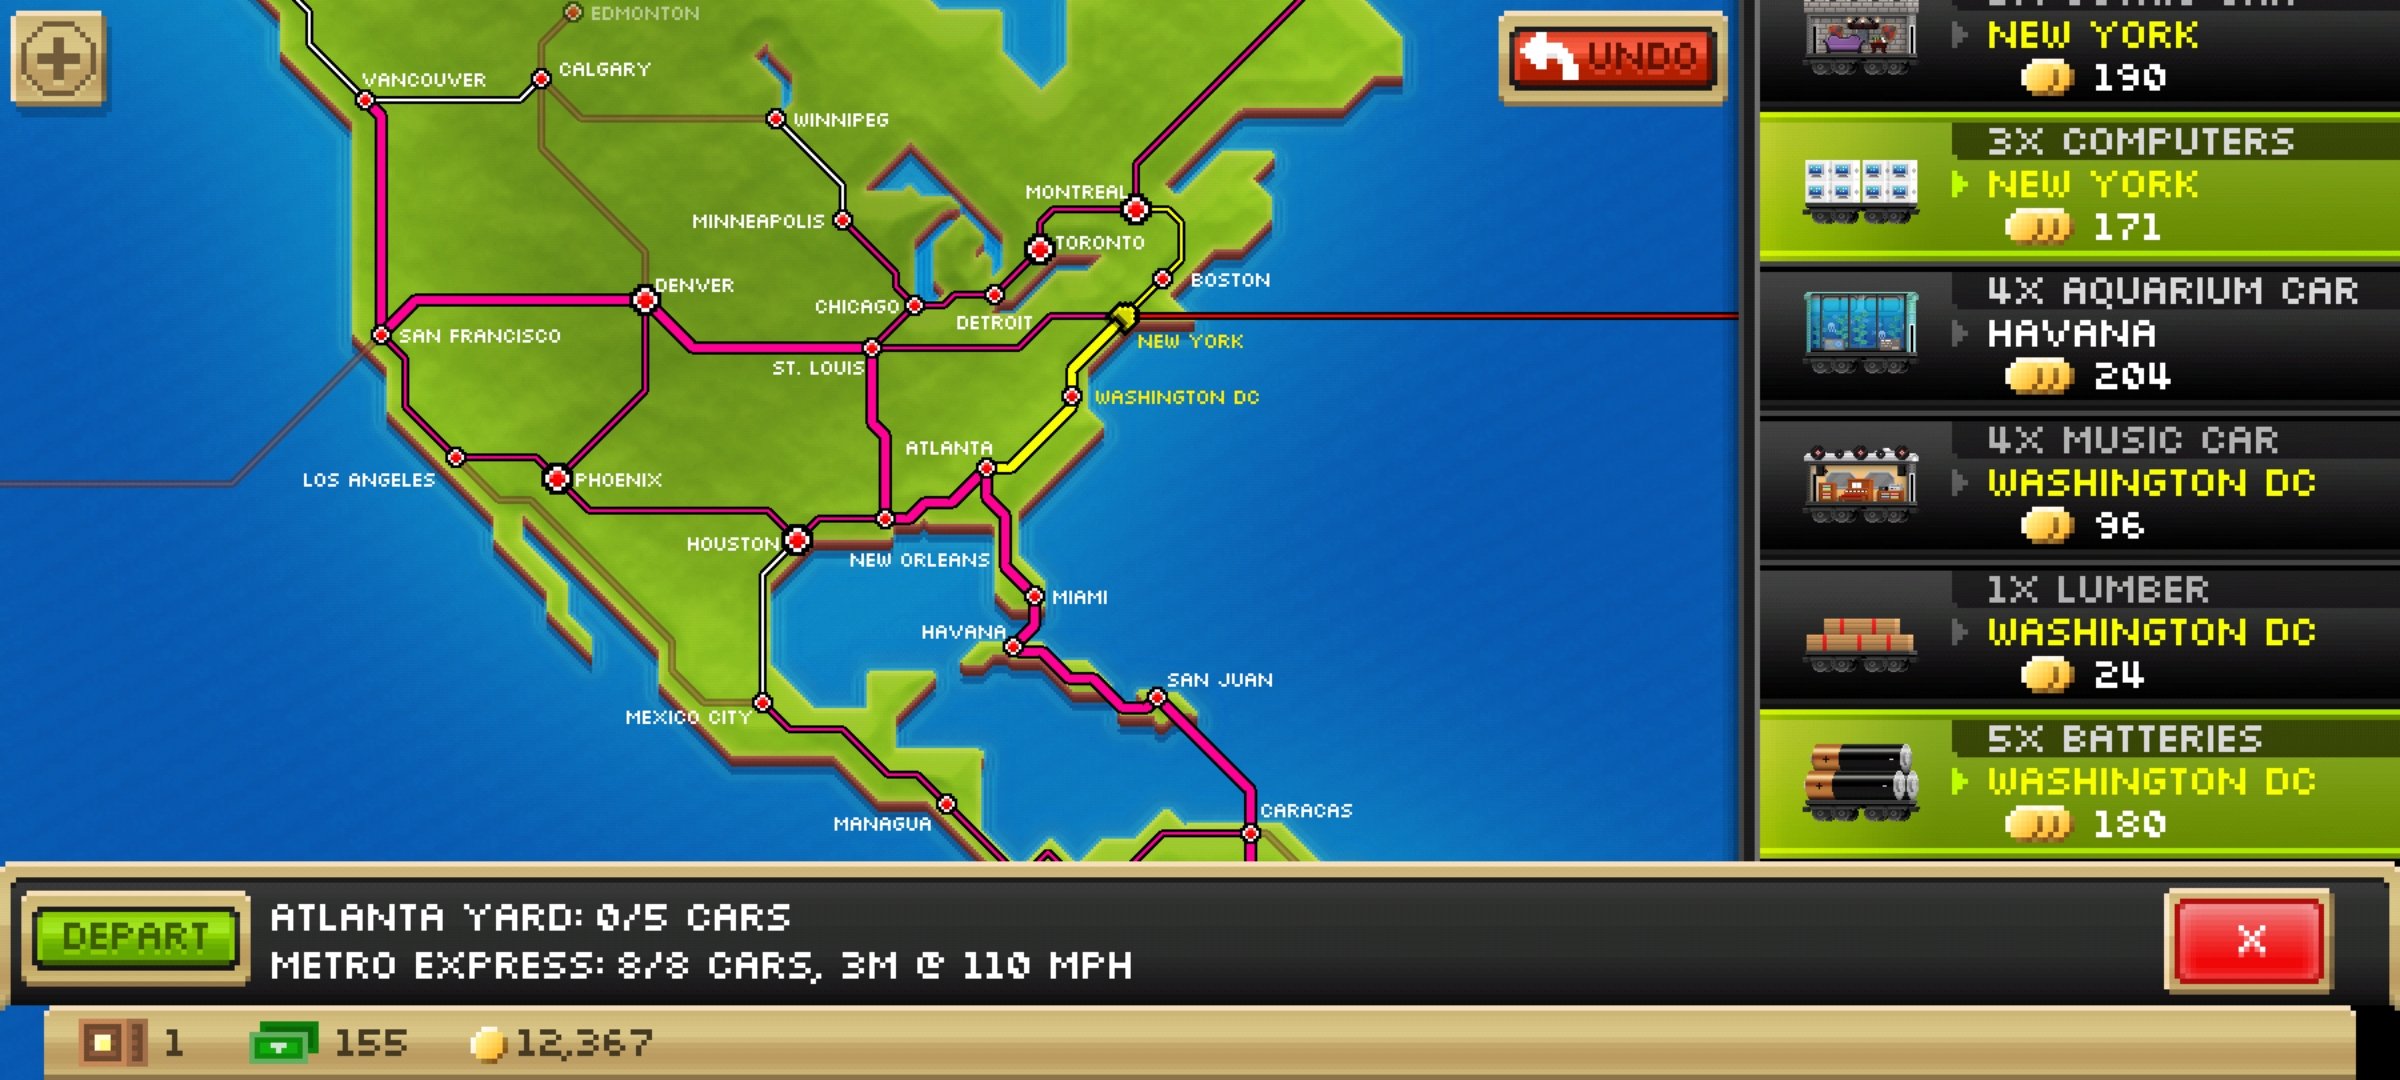 EDMONTON
VANCOUVER
CALGARY
WINNIPEG
MONTREAL
MINNEAPOLIS
TORONTO
BOSTON
DENVER
CHICAGO
DETROIT
SAN FRANCISCO
NEW YORK
ST. LOUIS
WASHINGTON DC
ATLANTA
LOS ANGELES
PHOENIX
HOUSTON
NEW ORLEANS
MIAMI
HAVANA
SAN JUAN
MEXICO CITY
CARACAS
MANAGUA
UNDO
NEW YORK
190
3X COMPUTERS
NEW YORK
171
4X AQUARIUM CAR
HAVANA
204
4X MUSIC CAR
WASHINGTON DC
96
1X LUMBER
WASHINGTON DC
24
5X BATTERIES
WASHINGTON DC
180
DEPART
ATLANTA YARD: 0/5 CARS
METRO EXPRESS: 8/8 CARS, 3M @ 110 MPH
X
1
155
12,367